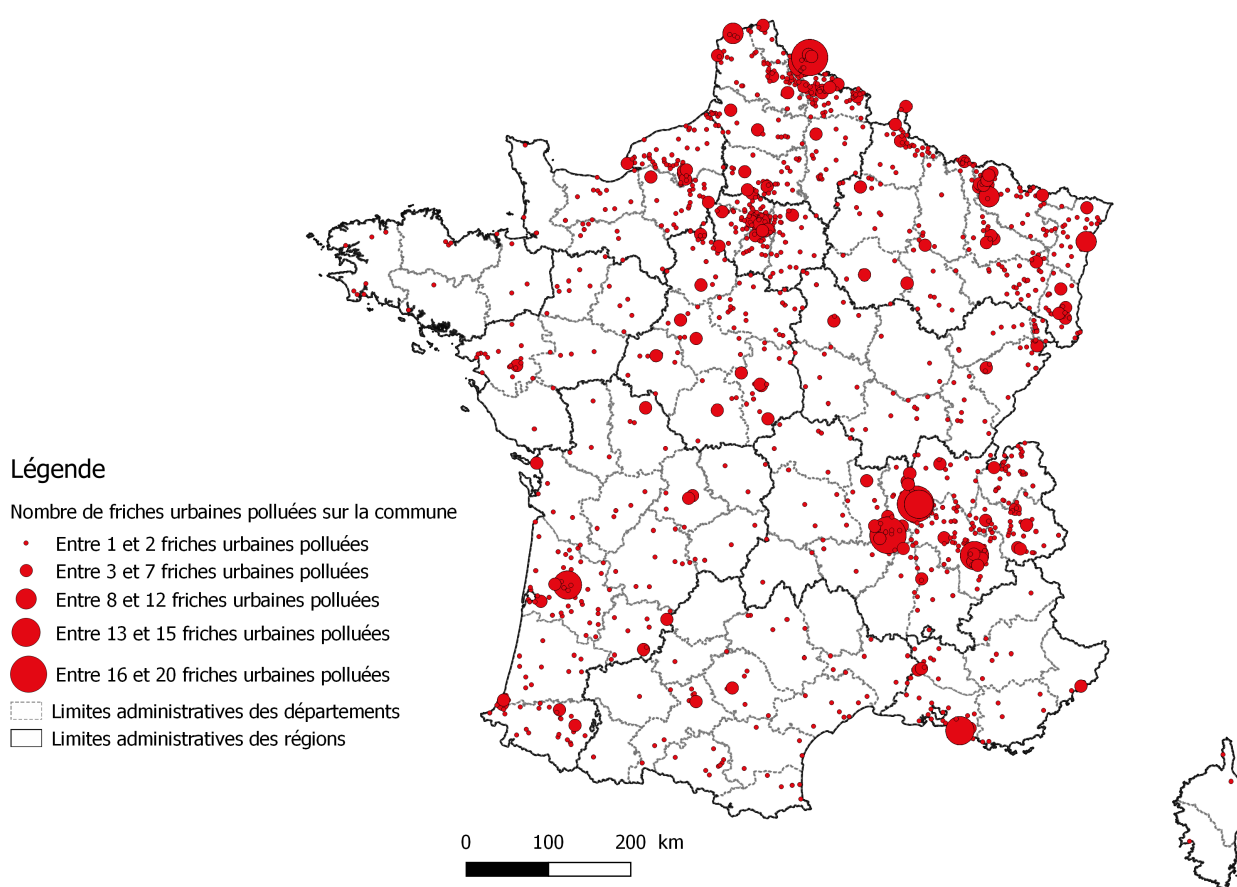 Légende
Nombre de friches urbaines polluées sur la commune
Entre 1 et 2 friches urbaines polluées
Entre 3 et 7 friches urbaines polluées
Entre 8 et 12 friches urbaines polluées
Entre 13 et 15 friches urbaines polluées
Entre 16 et 20 friches urbaines polluées
Limites administratives des départements
Limites administratives des régions
0 100 200 km